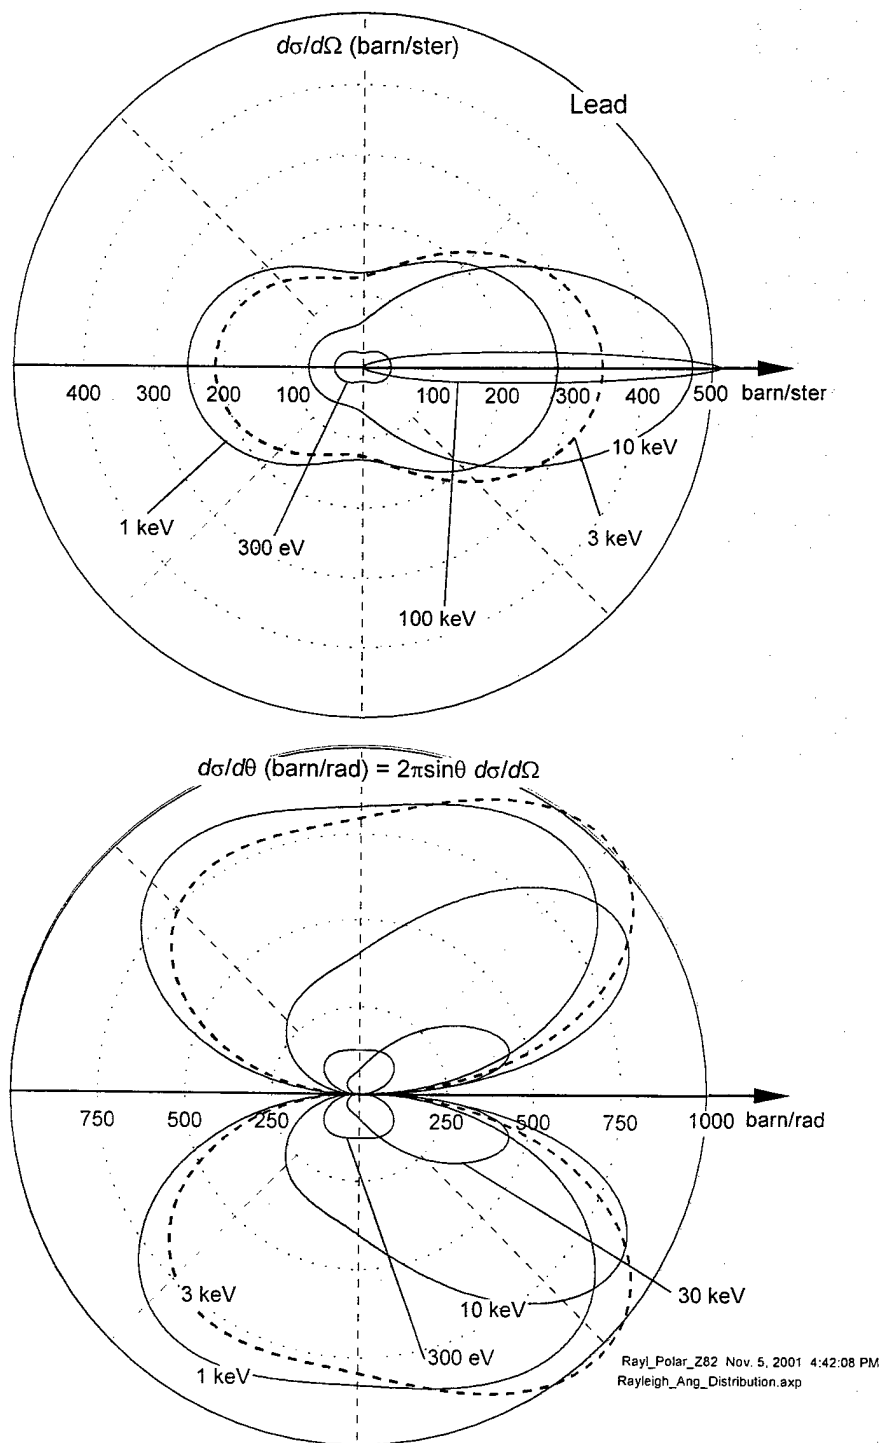 dσ/dΩ (barn/ster)
Lead
400 300 200 100 100 200 300 400 500 barn/ster
10 keV
1 keV
300 eV
3 keV
100 keV
dσ/dθ (barn/rad) = 2πsinθ dσ/dΩ
750 500 250 250 500 750 1000 barn/rad
3 keV
10 keV
30 keV
300 eV
1 keV
Rayl_Polar_Z82 Nov. 5, 2001 4:42:08 PM
Rayleigh_Ang_Distribution.axp